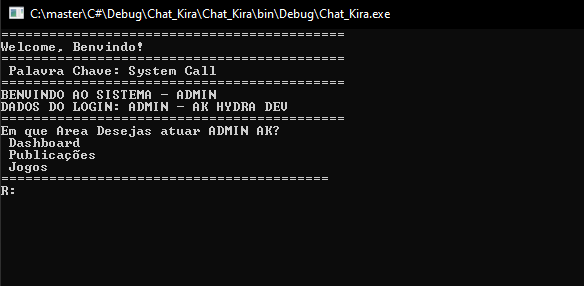 C:\master\C#\Debug\Chat_Kira\Chat_Kira\bin\Debug\Chat_Kira.exe
===========================================
Welcome, Benvindo!
===========================================
Palavra Chave: System Call
===========================================
BENVINDO AO SISTEMA - ADMIN
DADOS DO LOGIN: ADMIN - AK HYDRA DEV
===========================================
Em que Area Desejas atuar ADMIN AK?
Dashboard
Publicações
Jogos
=========================================
R: